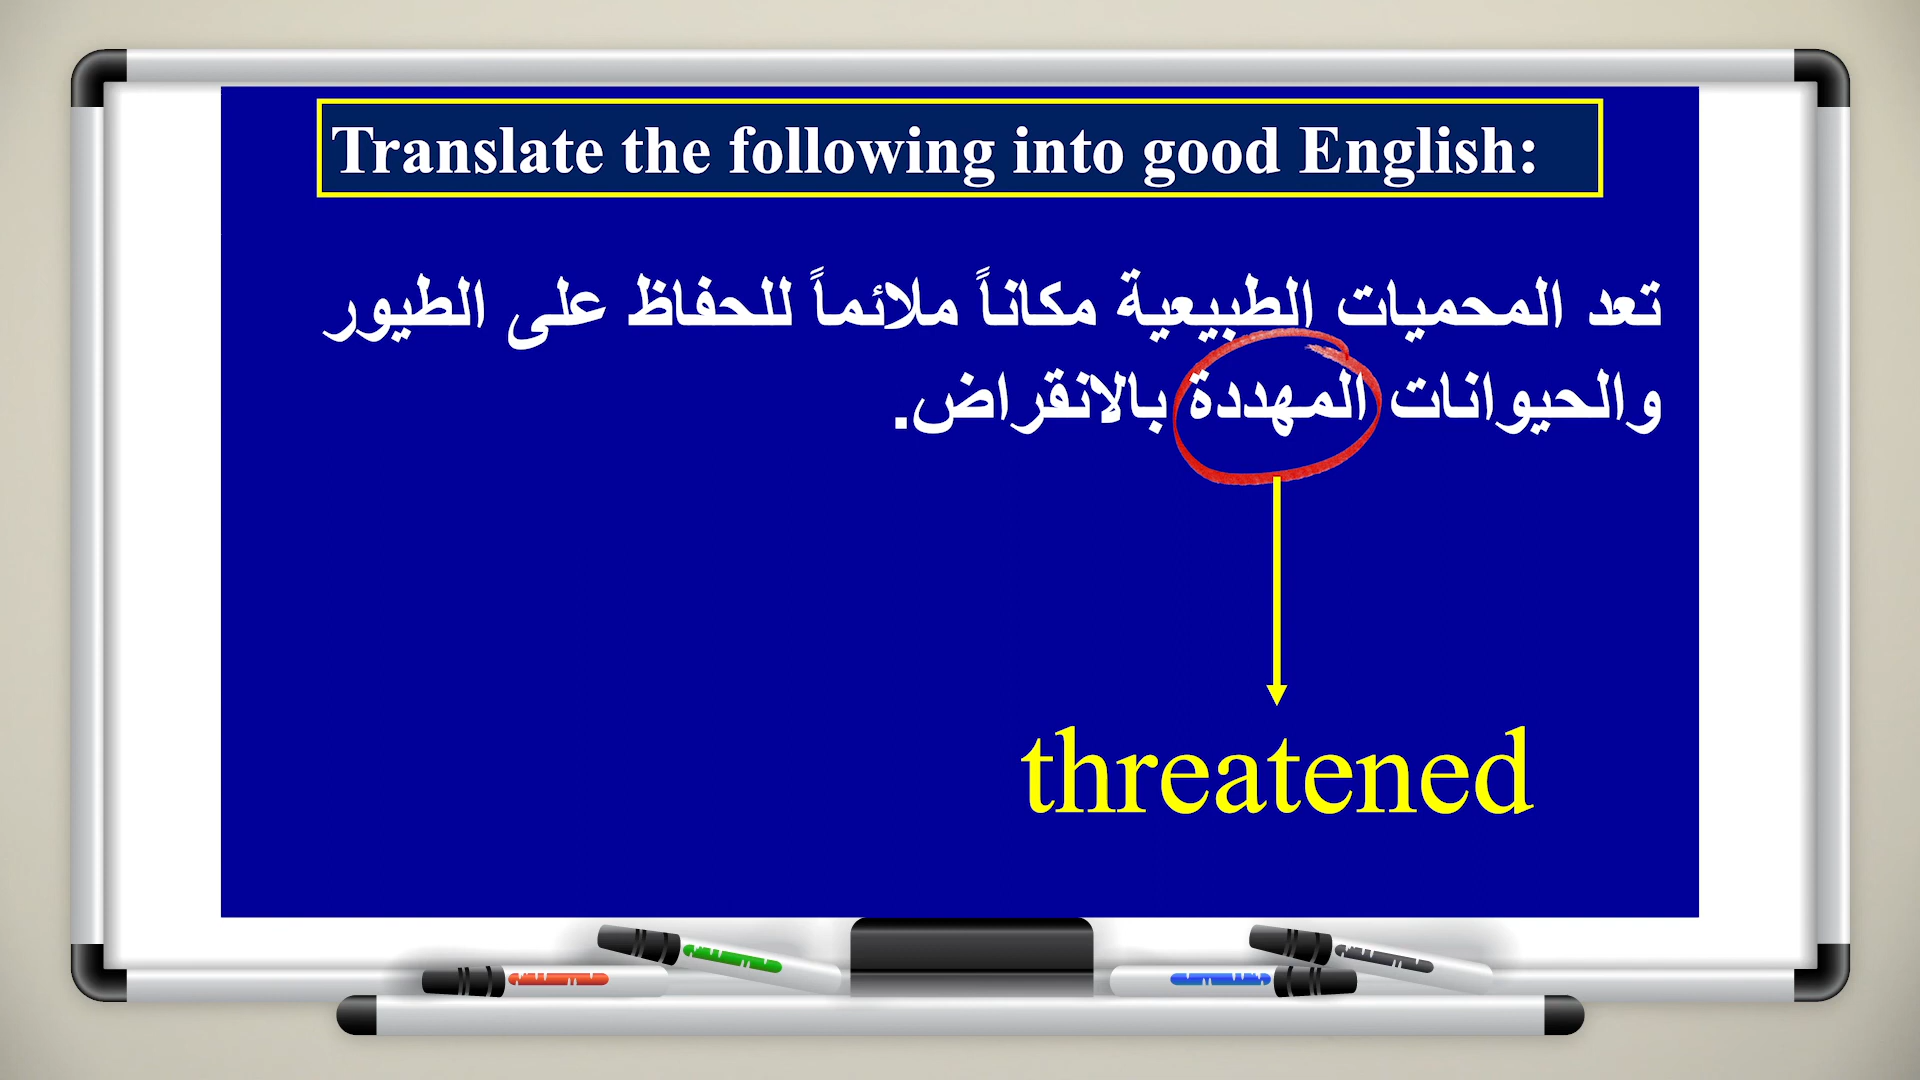 Translate the following into good English:
تعد المحميات الطبيعية مكاناً ملائماً للحفاظ على الطيور
والحيوانات المهددة بالانقراض.
threatened